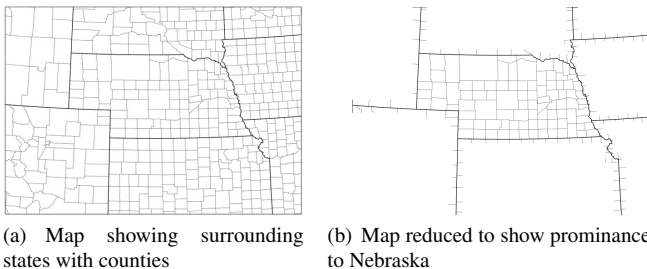 (a) Map showing surrounding
states with counties
(b) Map reduced to show prominance
to Nebraska